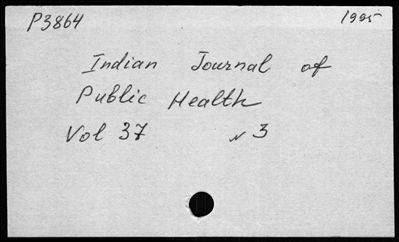 P3864 1995
Indian Journal of
Public Health
Vol 37 N 3